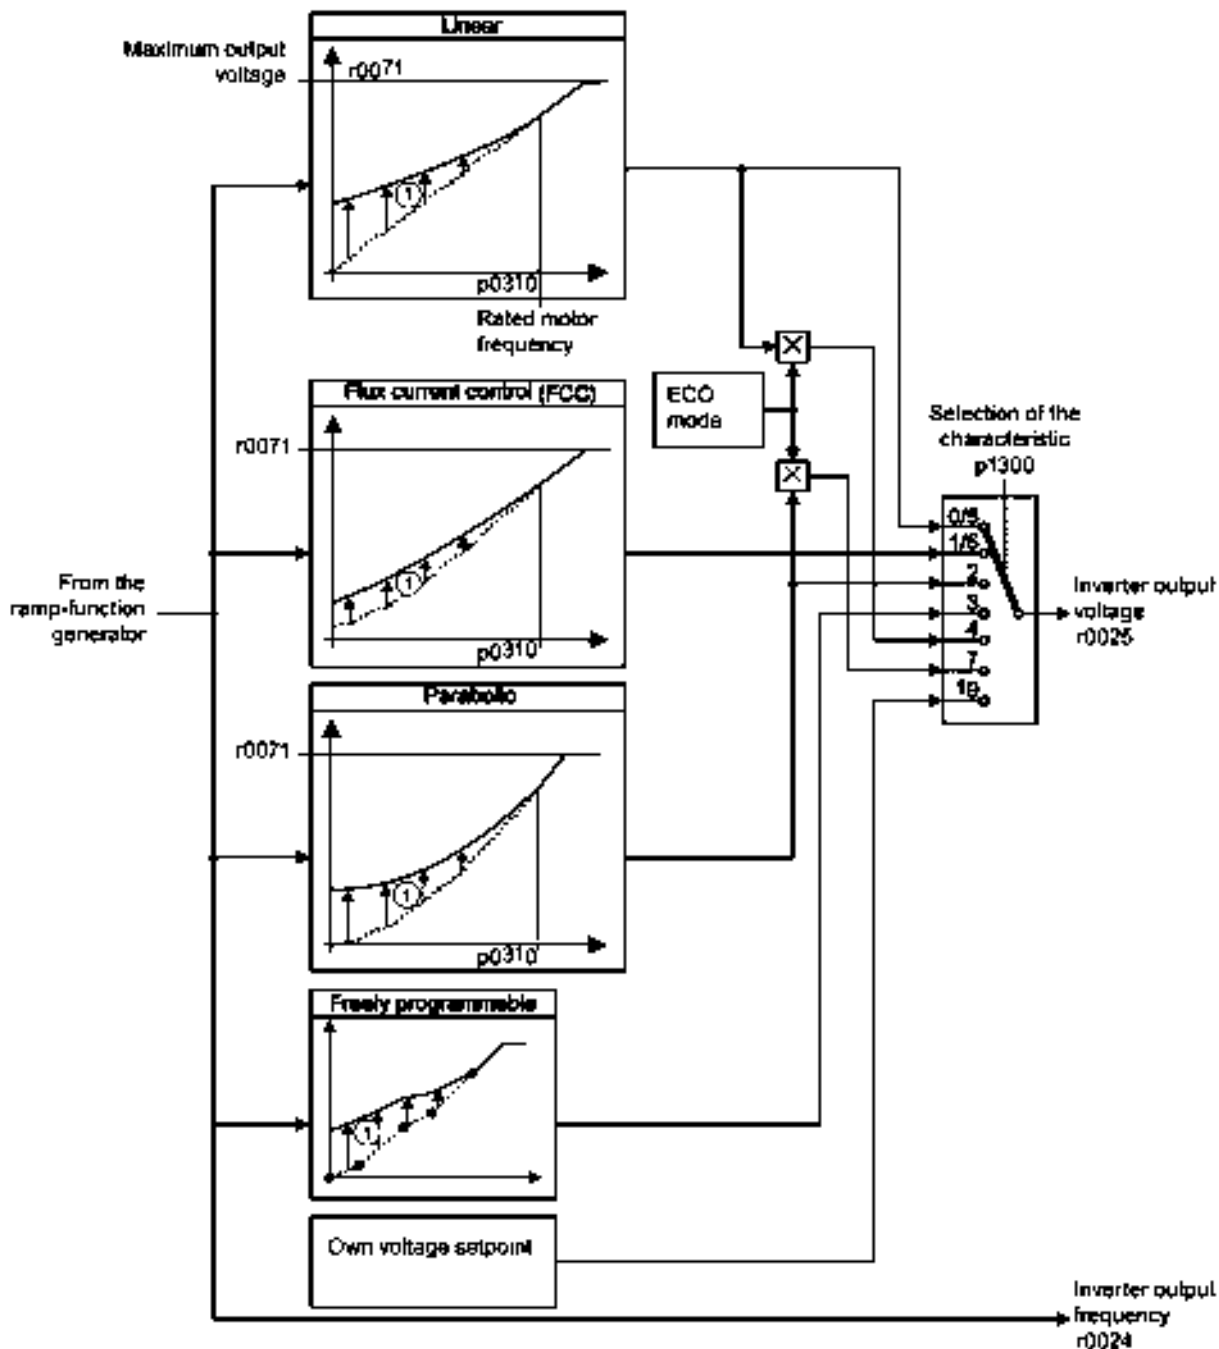 Linear
Maximum output
voltage
r0071
1
p0310
Rated motor
frequency
Flux current control (FCC)
r0071
1
p0310
ECO
mode
Selection of the
characteristic
p1300
0/5
1/6
2
3
4
7
19
Inverter output
voltage
r0025
From the
ramp-function
generator
Parabolic
r0071
1
p0310
Freely programmable
1
Own voltage setpoint
Inverter output
frequency
r0024